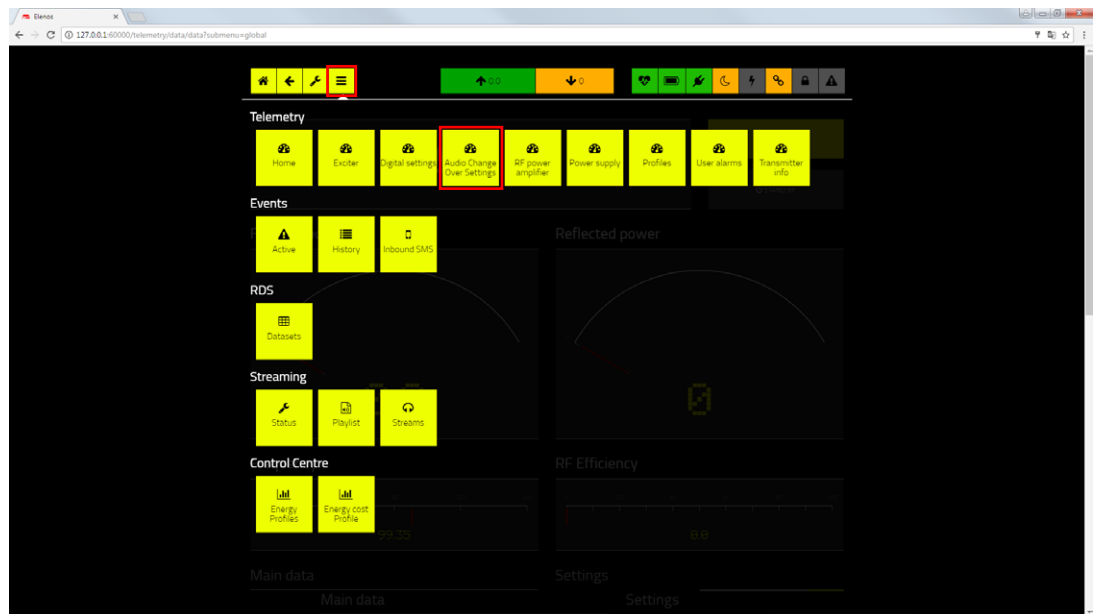 Elenos
127.0.0.1:60000/telemetry/data/data?submenu=global
0.0
0
Telemetry
Home
Exciter
Digital settings
Audio Change
Over Settings
RF power
amplifier
Power supply
Profiles
User alarms
Transmitter
info
Events
Active
History
Inbound SMS
Reflected power
RDS
Datasets
Streaming
Status
Playlist
Streams
0
Control Centre
RF Efficiency
Energy
Profiles
Energy cost
Profile
99.35
0.0
Main data
Settings
Main data
Settings